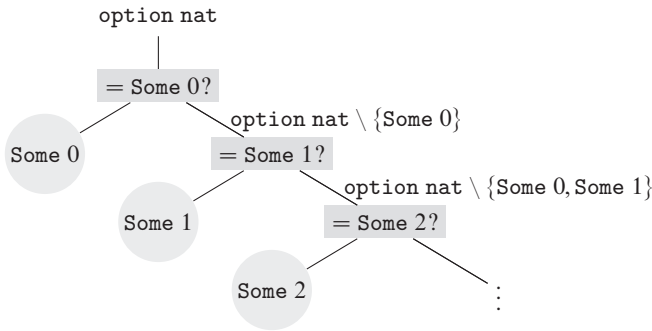 option nat
= Some 0?
option nat \ {Some 0}
Some 0
= Some 1?
option nat \ {Some 0, Some 1}
Some 1
= Some 2?
Some 2
⋮